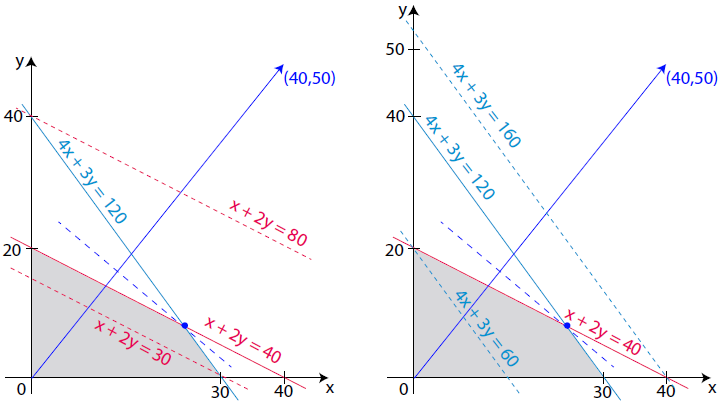 y
40
20
0
30
40
x
(40,50)
4x + 3y = 120
x + 2y = 80
x + 2y = 40
x + 2y = 30
y
50
40
20
0
30
40
x
(40,50)
4x + 3y = 160
4x + 3y = 120
x + 2y = 40
4x + 3y = 60